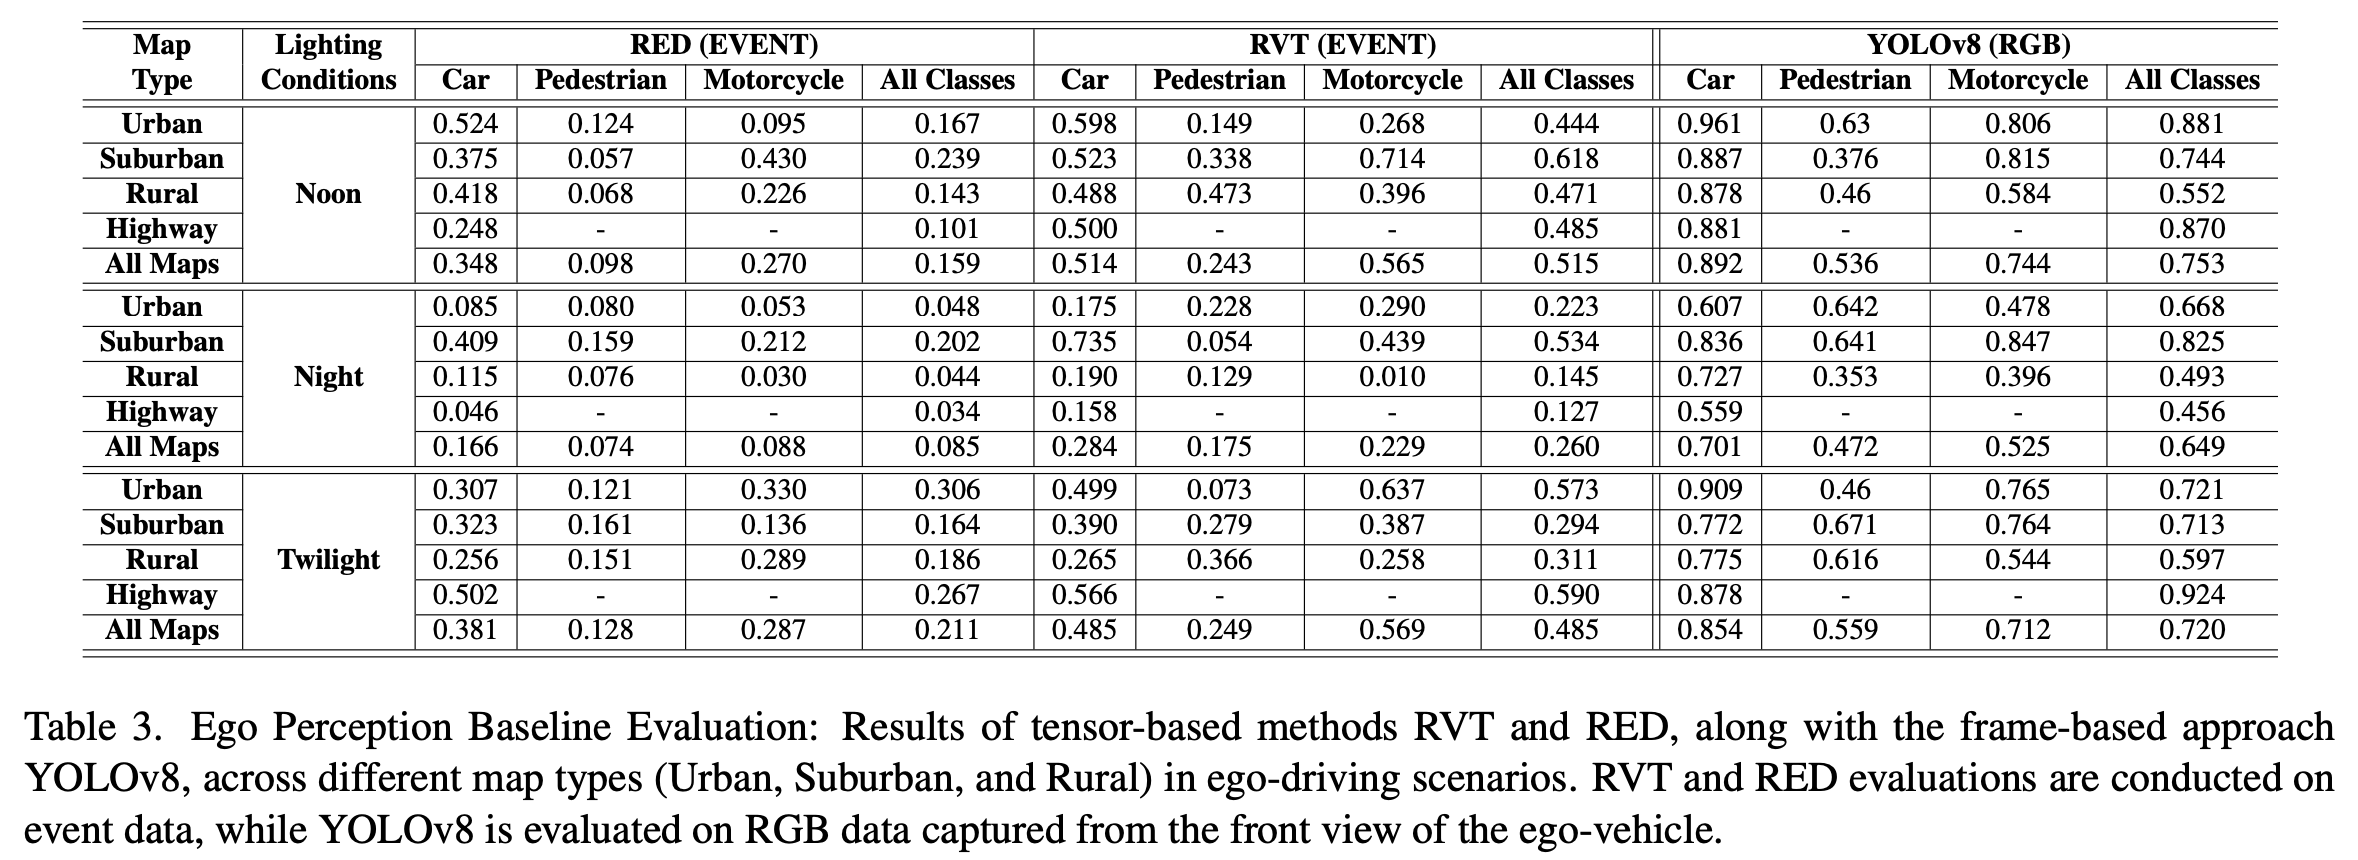 Map Lighting RED (EVENT) RVT (EVENT) YOLOv8 (RGB)
Type Conditions Car Pedestrian Motorcycle All Classes Car Pedestrian Motorcycle All Classes Car Pedestrian Motorcycle All Classes
Urban 0.524 0.124 0.095 0.167 0.598 0.149 0.268 0.444 0.961 0.63 0.806 0.881
Suburban 0.375 0.057 0.430 0.239 0.523 0.338 0.714 0.618 0.887 0.376 0.815 0.744
Rural Noon 0.418 0.068 0.226 0.143 0.488 0.473 0.396 0.471 0.878 0.46 0.584 0.552
Highway 0.248 - - 0.101 0.500 - - 0.485 0.881 - - 0.870
All Maps 0.348 0.098 0.270 0.159 0.514 0.243 0.565 0.515 0.892 0.536 0.744 0.753
Urban 0.085 0.080 0.053 0.048 0.175 0.228 0.290 0.223 0.607 0.642 0.478 0.668
Suburban 0.409 0.159 0.212 0.202 0.735 0.054 0.439 0.534 0.836 0.641 0.847 0.825
Rural Night 0.115 0.076 0.030 0.044 0.190 0.129 0.010 0.145 0.727 0.353 0.396 0.493
Highway 0.046 - - 0.034 0.158 - - 0.127 0.559 - - 0.456
All Maps 0.166 0.074 0.088 0.085 0.284 0.175 0.229 0.260 0.701 0.472 0.525 0.649
Urban 0.307 0.121 0.330 0.306 0.499 0.073 0.637 0.573 0.909 0.46 0.765 0.721
Suburban 0.323 0.161 0.136 0.164 0.390 0.279 0.387 0.294 0.772 0.671 0.764 0.713
Rural Twilight 0.256 0.151 0.289 0.186 0.265 0.366 0.258 0.311 0.775 0.616 0.544 0.597
Highway 0.502 - - 0.267 0.566 - - 0.590 0.878 - - 0.924
All Maps 0.381 0.128 0.287 0.211 0.485 0.249 0.569 0.485 0.854 0.559 0.712 0.720
Table 3. Ego Perception Baseline Evaluation: Results of tensor-based methods RVT and RED, along with the frame-based approach
YOLOv8, across different map types (Urban, Suburban, and Rural) in ego-driving scenarios. RVT and RED evaluations are conducted on
event data, while YOLOv8 is evaluated on RGB data captured from the front view of the ego-vehicle.